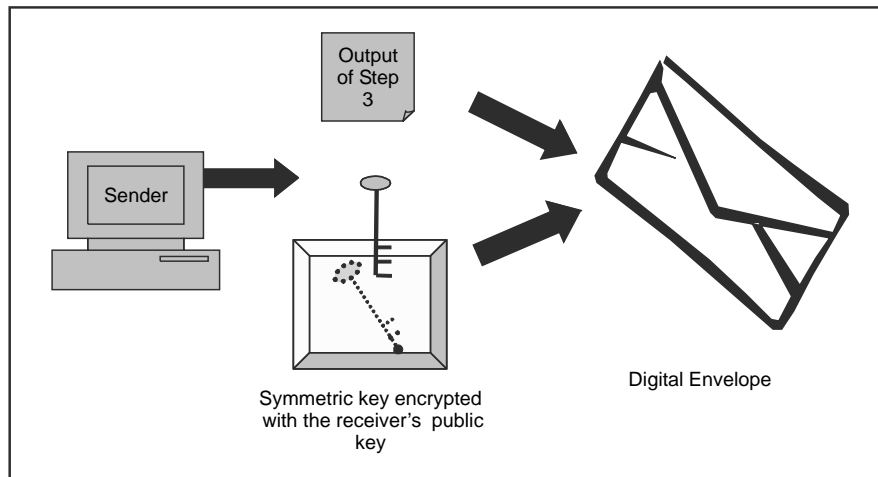 Output
of Step
3
Sender
Symmetric key encrypted
with the receiver’s public
key
Digital Envelope